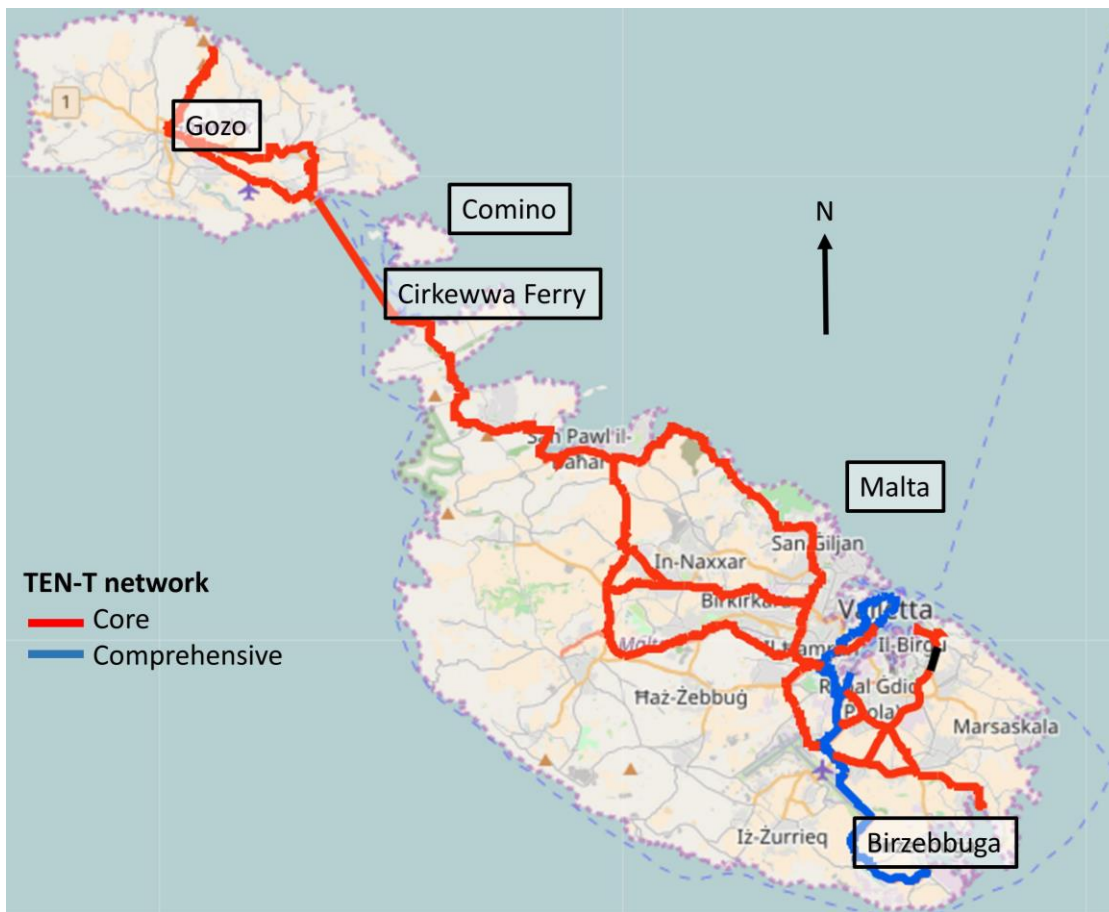 1
Gozo
Comino
N
Cirkewwa Ferry
San Pawl il-
Baħar
Malta
San Ġiljan
In-Naxxar
TEN-T network
Core
Comprehensive
Valletta
Il-Birgu
Ħaż-Żebbuġ
Marsaskala
Iż-Żurrieq
Birzebbuga